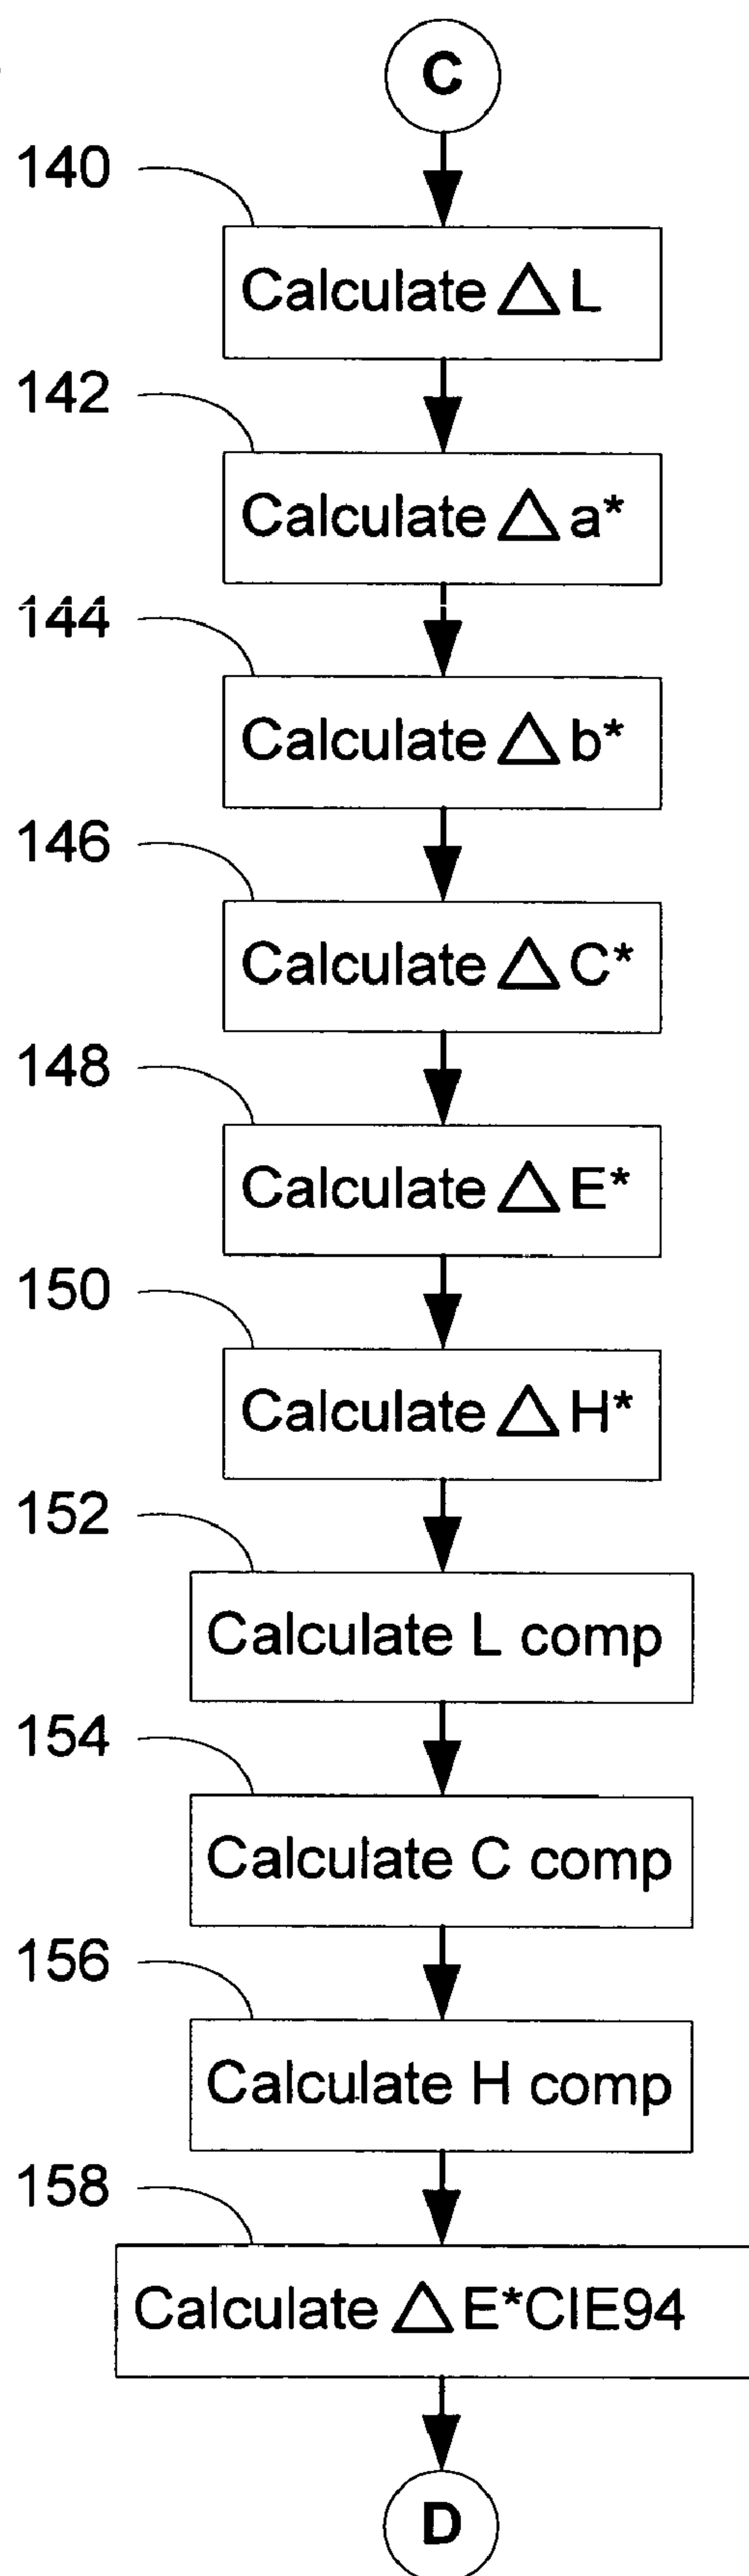 C
140
Calculate △ L
142
Calculate △ a*
144
Calculate △ b*
146
Calculate △ C*
148
Calculate △ E*
150
Calculate △ H*
152
Calculate L comp
154
Calculate C comp
156
Calculate H comp
158
Calculate △ E*CIE94
D